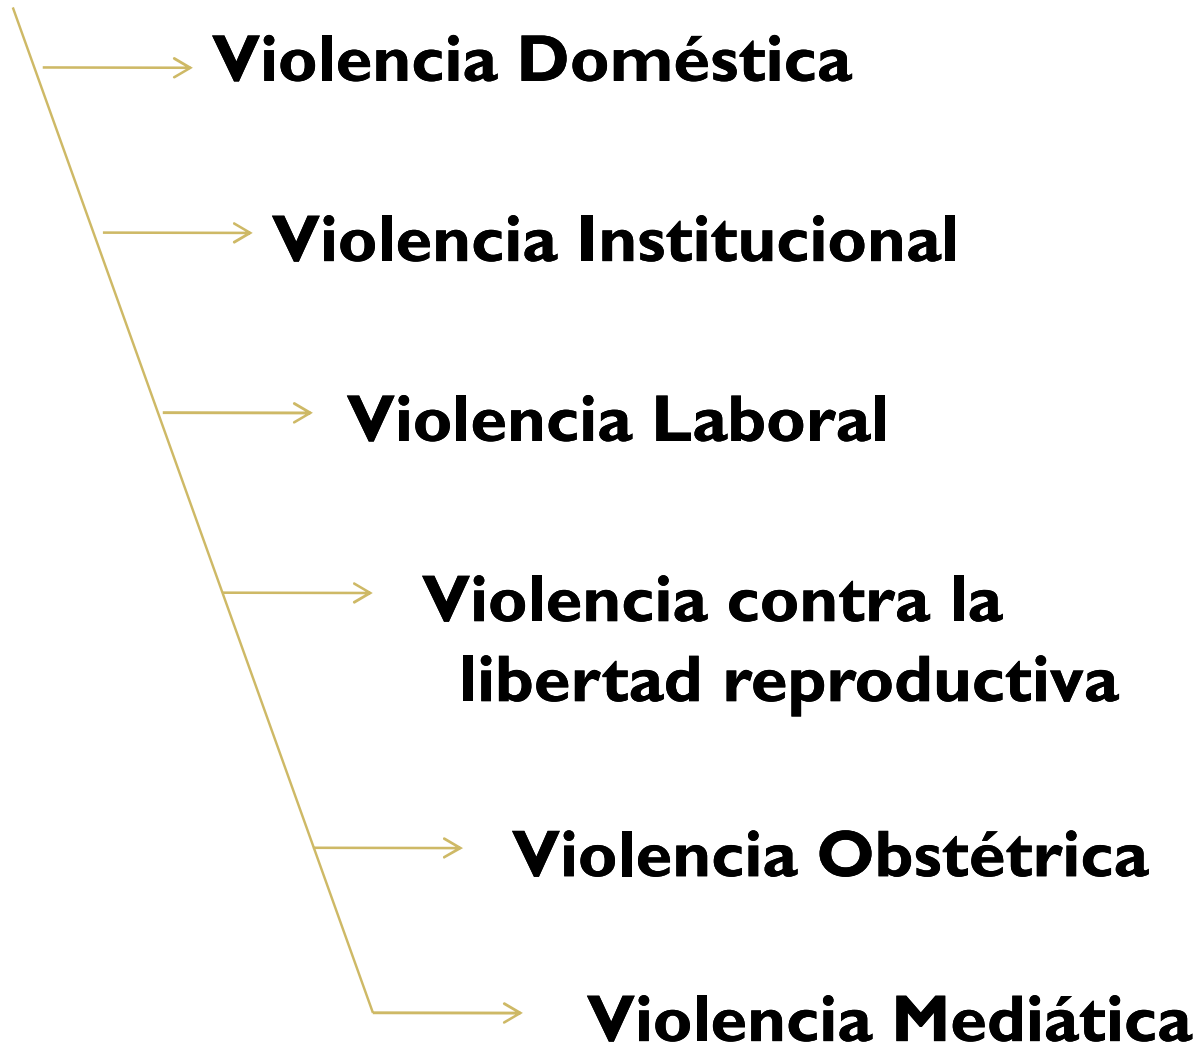 Violencia Doméstica
Violencia Institucional
Violencia Laboral
Violencia contra la
libertad reproductiva
Violencia Obstétrica
Violencia Mediática